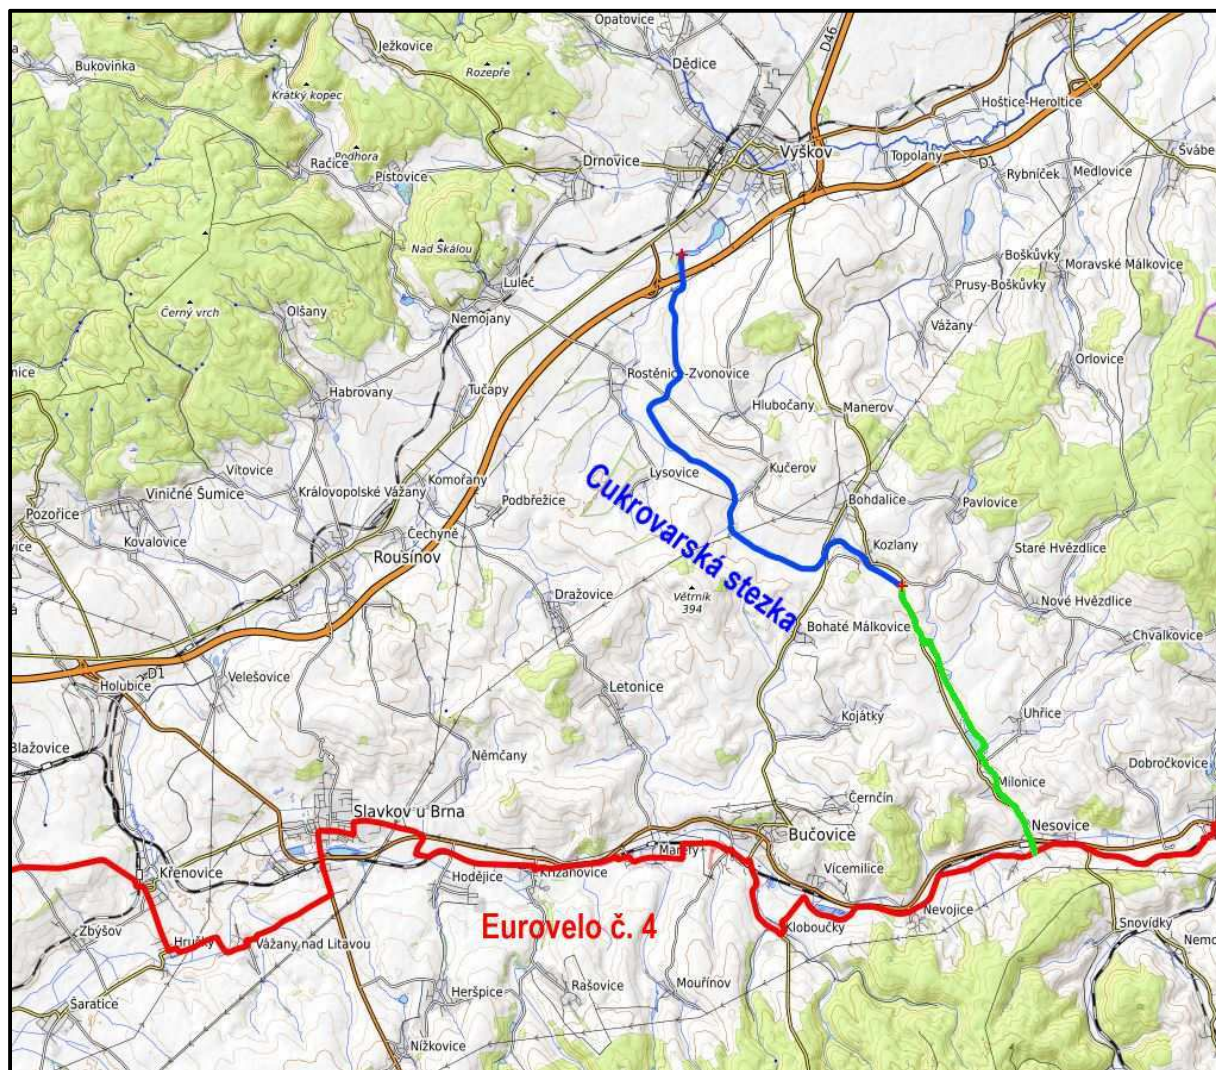 Opatovice
Ježkovice
D46
Bukovinka
Rozepře
Dědice
Krátký kopec
Hoštice-Heroltice
Podhora
Račice
Drnovice
Vyškov
Topolany
D1
Švábe
Pístovice
Rybníček
Medlovice
Nad Skálou
Luleč
Boškůvky
Moravské Málkovice
Prusy-Boškůvky
Černý vrch
Olšany
Nemojany
Vážany
nice
Rostěnice-Zvonovice
Orlovice
Habrovany
Tučapy
Hlubočany
Manerov
Vítovice
Komořany
Lysovice
Kučerov
Viničné Šumice
Královopolské Vážany
Podbřežice
Bohdalice
Pavlovice
Pozořice
Cukrovarská stezka
Kovalovice
Čechyně
Rousínov
Kozlany
Staré Hvězdlice
vice
Dražovice
Větrník
394
Nové Hvězdlice
á
Bohaté Málkovice
Chvalkovice
D1
Velešovice
Holubice
Letonice
Uhřice
Kojátky
Blažovice
Němčany
Dobročkovice
Milonice
Černčín
Slavkov u Brna
Nesovice
Bučovice
Marefy
Křenovice
Hodějice
Křižanovice
Vícemilice
Nevojice
Eurovelo č. 4
Kloboučky
Snovídky
Zbýšov
Hrušky
Vážany nad Litavou
Nemo
Rašovice
Mouřínov
Heršpice
Šaratice
Nížkovice